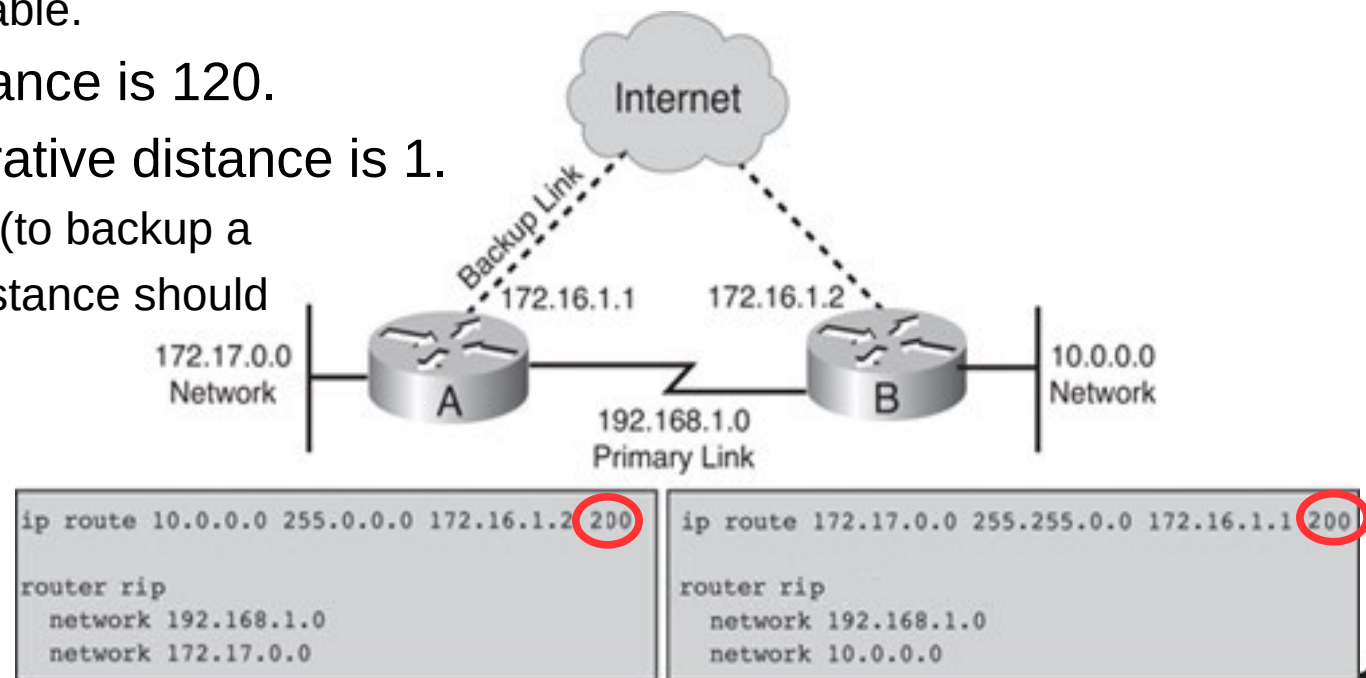 able.
ance is 120.
rative distance is 1.
(to backup a
stance should
Internet
Backup Link
172.16.1.1
172.16.1.2
172.17.0.0
Network
A
B
10.0.0.0
Network
192.168.1.0
Primary Link
ip route 10.0.0.0 255.0.0.0 172.16.1.2 200
router rip
network 192.168.1.0
network 172.17.0.0
ip route 172.17.0.0 255.255.0.0 172.16.1.1 200
router rip
network 192.168.1.0
network 10.0.0.0